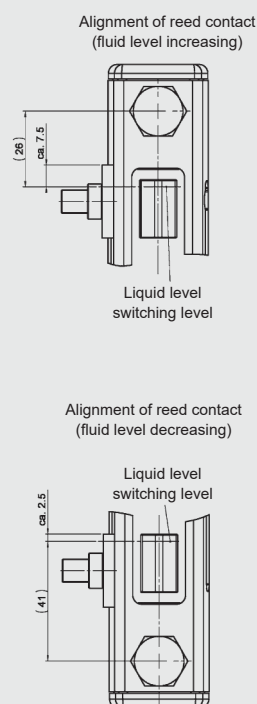 Alignment of reed contact
(fluid level increasing)
(26)
ca. 7.5
Liquid level
switching level
Alignment of reed contact
(fluid level decreasing)
Liquid level
switching level
ca. 2.5
(41)